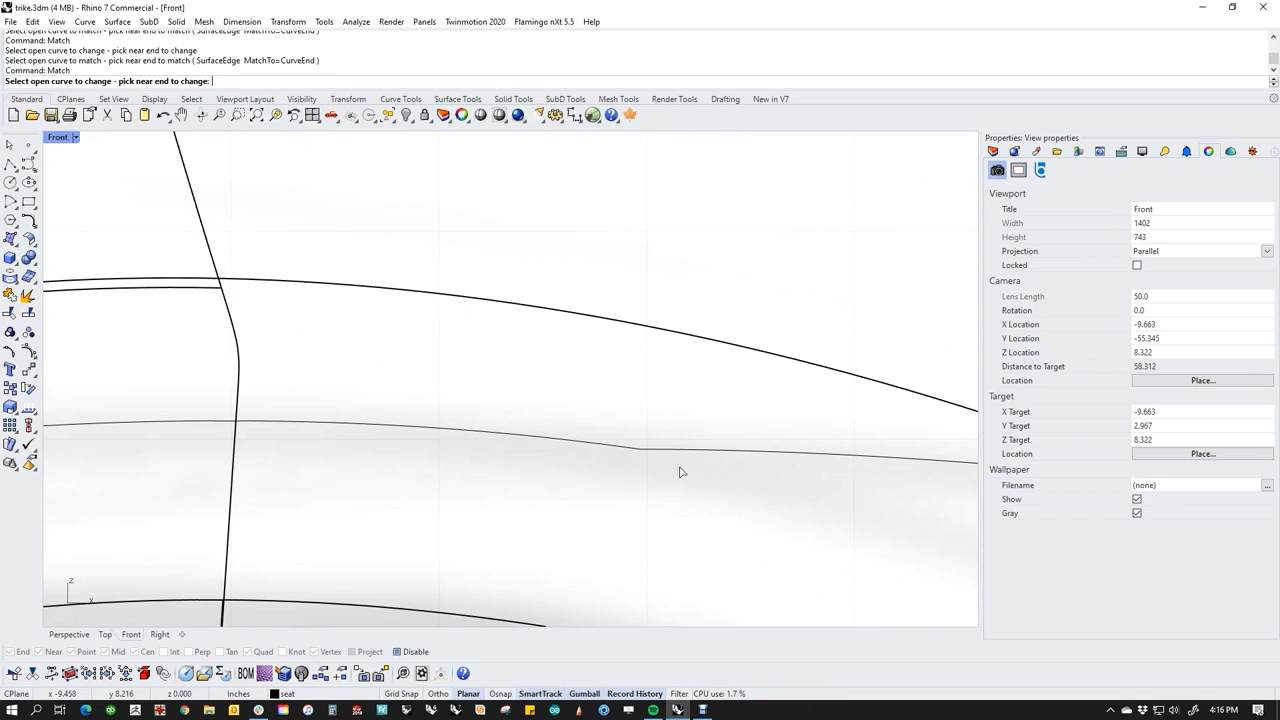 trike.3dm (4 MB) - Rhino 7 Commercial - [Front]
File Edit View Curve Surface SubD Solid Mesh Dimension Transform Tools Analyze Render Panels Twinmotion 2020 Flamingo nXt 5.5 Help
Select open curve to match - pick near end to match ( SurfaceEdge MatchTo=CurveEnd )
Command: Match
Select open curve to change - pick near end to change
Select open curve to match - pick near end to match ( SurfaceEdge MatchTo=CurveEnd )
Command: Match
Select open curve to change - pick near end to change:
Standard CPlanes Set View Display Select Viewport Layout Visibility Transform Curve Tools Surface Tools Solid Tools SubD Tools Mesh Tools Render Tools Drafting New in V7
Front
Properties: View properties
Viewport
Title Front
Width 1402
Height 743
Projection Parallel
Locked
Camera
Lens Length 50.0
Rotation 0.0
X Location -9.663
Y Location -55.345
Z Location 8.322
Distance to Target 58.312
Location Place...
Target
X Target -9.663
Y Target 2.967
Z Target 8.322
Location Place...
Wallpaper
Filename (none) ...
Show
Gray
z
x
Perspective Top Front Right
End Near Point Mid Cen Int Perp Tan Quad Knot Vertex Project Disable
BOM
CPlane x -9.458 y 8.216 z 0.000 Inches seat Grid Snap Ortho Planar Osnap SmartTrack Gumball Record History Filter CPU use: 1.7 %
4:16 PM